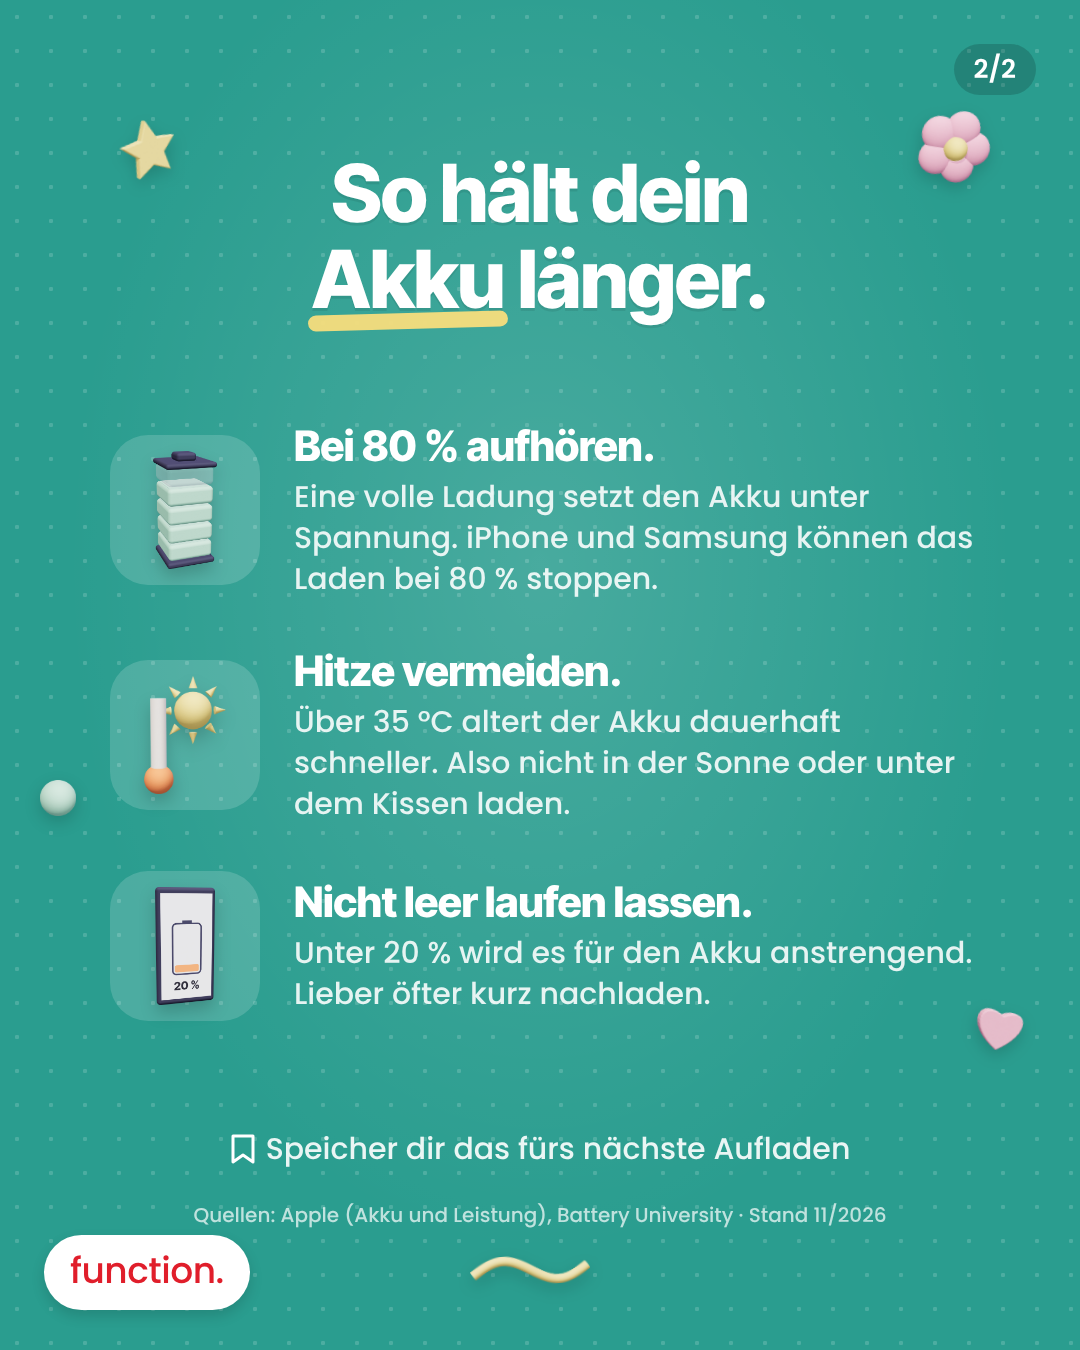 2/2
So hält dein
Akku länger.
Bei 80 % aufhören.
Eine volle Ladung setzt den Akku unter
Spannung. iPhone und Samsung können das
Laden bei 80 % stoppen.
Hitze vermeiden.
Über 35 °C altert der Akku dauerhaft
schneller. Also nicht in der Sonne oder unter
dem Kissen laden.
20 %
Nicht leer laufen lassen.
Unter 20 % wird es für den Akku anstrengend.
Lieber öfter kurz nachladen.
Speicher dir das fürs nächste Aufladen
Quellen: Apple (Akku und Leistung), Battery University · Stand 11/2026
function.